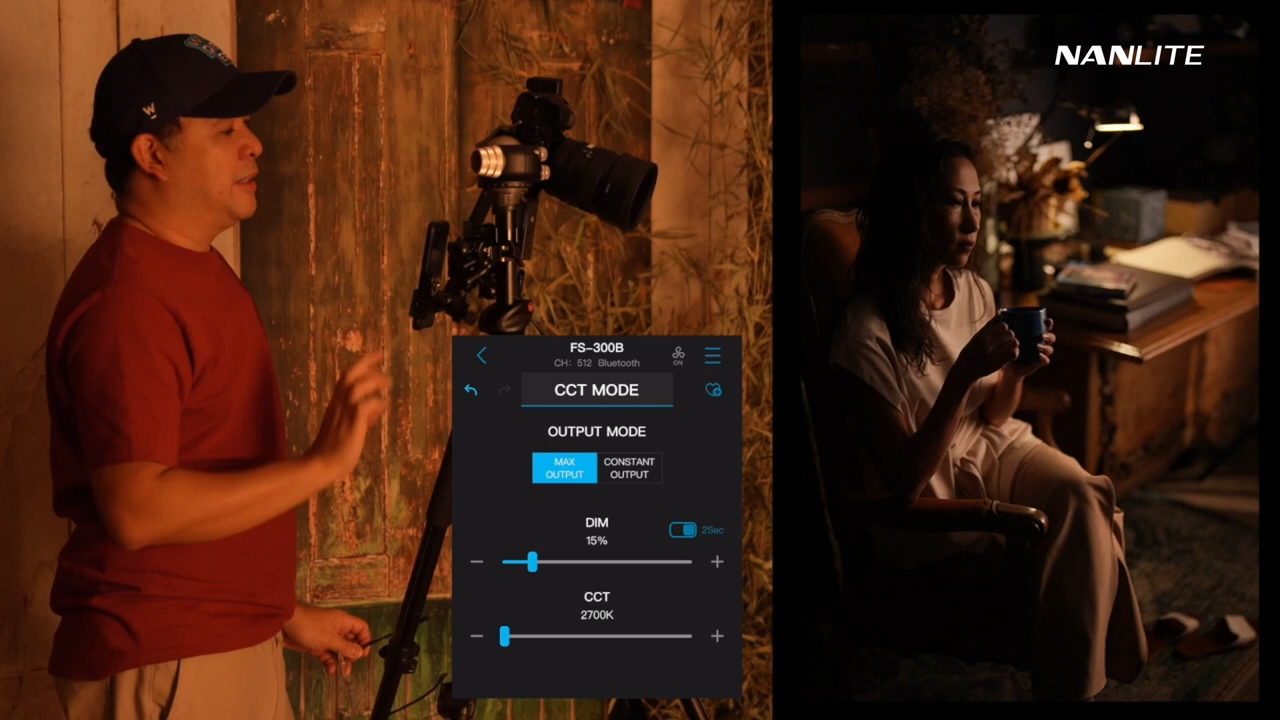 NANLITE
W
FS-300B
CH: 512 Bluetooth
ON
CCT MODE
OUTPUT MODE
MAX
OUTPUT
CONSTANT
OUTPUT
DIM
15%
2Sec
CCT
2700K